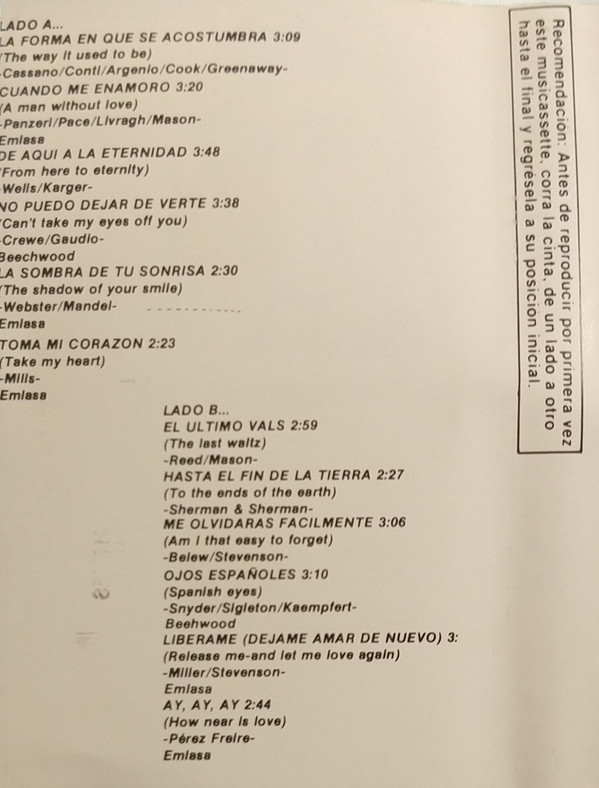 LADO A...
LA FORMA EN QUE SE ACOSTUMBRA 3:09
(The way it used to be)
-Cassano/Conti/Argenio/Cook/Greenaway-
CUANDO ME ENAMORO 3:20
(A man without love)
-Panzeri/Pace/Livragh/Mason-
Emlasa
DE AQUI A LA ETERNIDAD 3:48
(From here to eternity)
-Wells/Karger-
NO PUEDO DEJAR DE VERTE 3:38
(Can't take my eyes off you)
-Crewe/Gaudio-
Beechwood
LA SOMBRA DE TU SONRISA 2:30
(The shadow of your smile)
-Webster/Mandel-
Emlasa
TOMA MI CORAZON 2:23
(Take my heart)
-Mills-
Emlasa
LADO B...
EL ULTIMO VALS 2:59
(The last waltz)
-Reed/Mason-
HASTA EL FIN DE LA TIERRA 2:27
(To the ends of the earth)
-Sherman & Sherman-
ME OLVIDARAS FACILMENTE 3:06
(Am I that easy to forget)
-Belew/Stevenson-
OJOS ESPAÑOLES 3:10
(Spanish eyes)
-Snyder/Sigleton/Kaempfert-
Beehwood
LIBERAME (DEJAME AMAR DE NUEVO) 3:
(Release me-and let me love again)
-Miller/Stevenson-
Emlasa
AY, AY, AY 2:44
(How near is love)
-Pérez Freire-
Emlasa
Recomendación: Antes de reproducir por primera vez
este musicassette, corra la cinta, de un lado a otro
hasta el final y regrésela a su posición inicial.